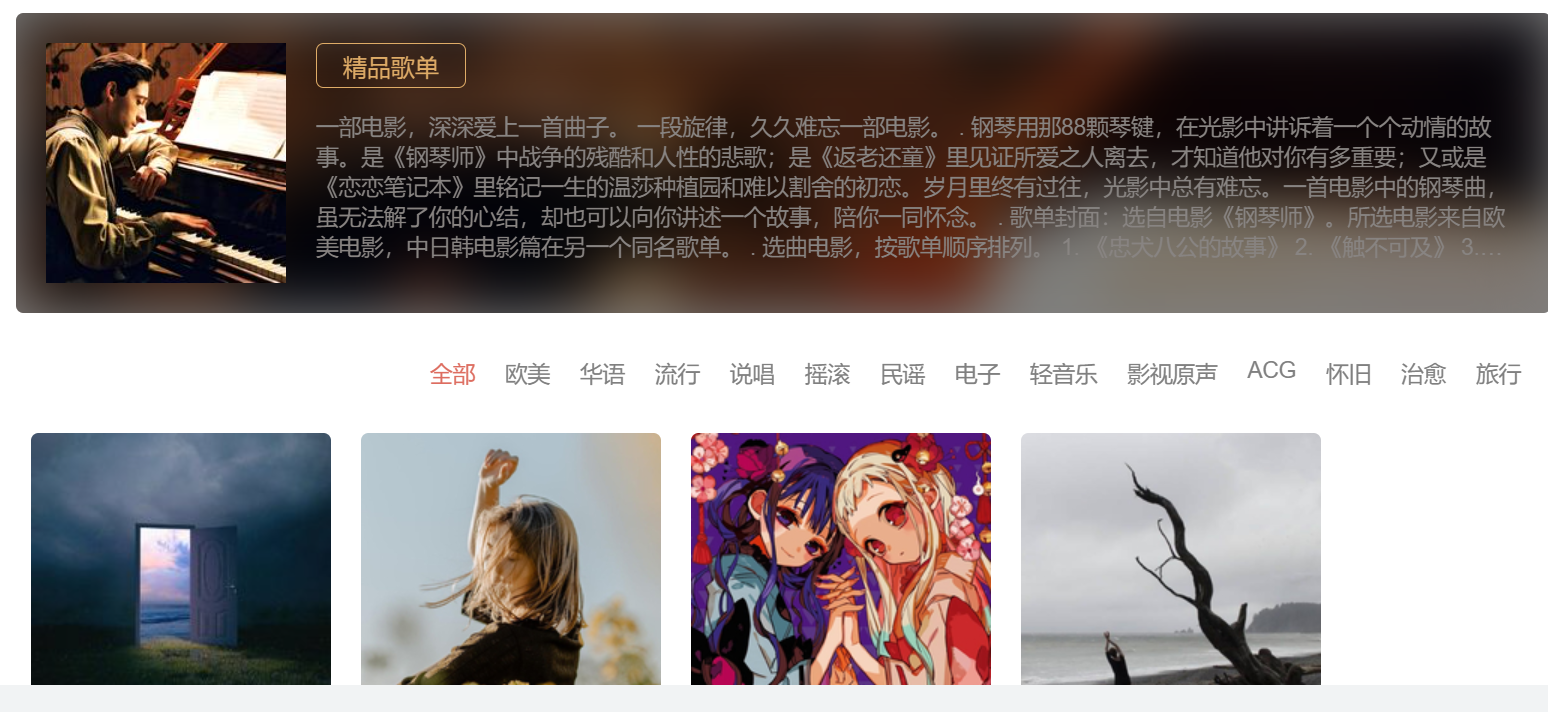 精品歌单
一部电影，深深爱上一首曲子。 一段旋律，久久难忘一部电影。 . 钢琴用那88颗琴键，在光影中讲诉着一个个动情的故
事。是《钢琴师》中战争的残酷和人性的悲歌；是《返老还童》里见证所爱之人离去，才知道他对你有多重要；又或是
《恋恋笔记本》里铭记一生的温莎种植园和难以割舍的初恋。岁月里终有过往，光影中总有难忘。一首电影中的钢琴曲，
虽无法解了你的心结，却也可以向你讲述一个故事，陪你一同怀念。 . 歌单封面：选自电影《钢琴师》。所选电影来自欧
美电影，中日韩电影篇在另一个同名歌单。 . 选曲电影，按歌单顺序排列。 1. 《忠犬八公的故事》 2. 《触不可及》 3.…
全部 欧美 华语 流行 说唱 摇滚 民谣 电子 轻音乐 影视原声 ACG 怀旧 治愈 旅行